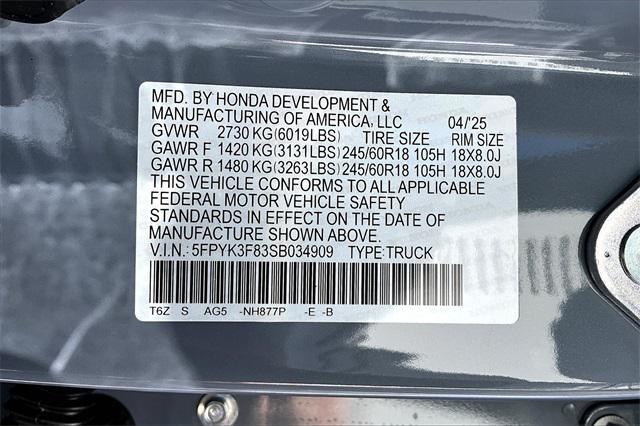 MFD. BY HONDA DEVELOPMENT &
MANUFACTURING OF AMERICA, LLC 04/'25
GVWR 2730 KG(6019LBS) TIRE SIZE RIM SIZE
GAWR F 1420 KG(3131LBS) 245/60R18 105H 18X8.0J
GAWR R 1480 KG(3263LBS) 245/60R18 105H 18X8.0J
THIS VEHICLE CONFORMS TO ALL APPLICABLE
FEDERAL MOTOR VEHICLE SAFETY
STANDARDS IN EFFECT ON THE DATE OF
MANUFACTURE SHOWN ABOVE.
V.I.N.: 5FPYK3F83SB034909 TYPE: TRUCK
T6Z S AG5 -NH877P -E -B